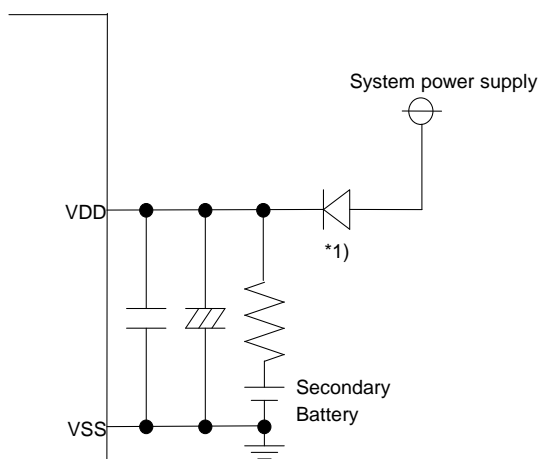 System power supply
VDD
*1)
Secondary
Battery
VSS